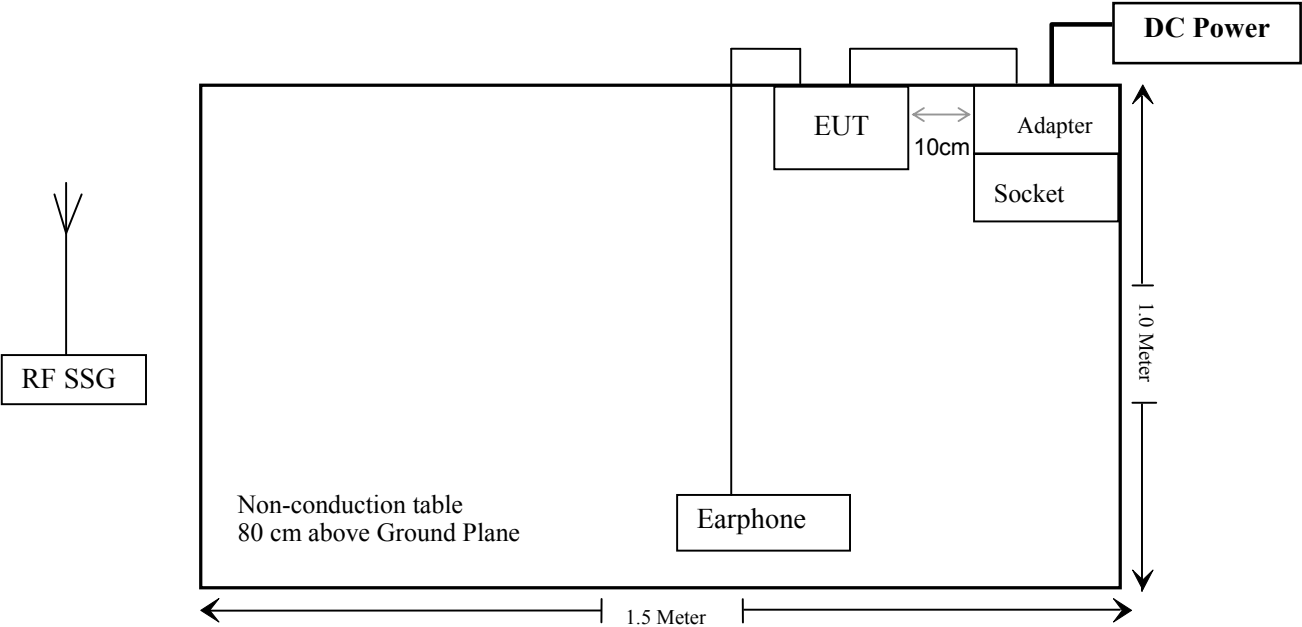 DC Power
EUT
Adapter
10cm
Socket
1.0 Meter
RF SSG
Non-conduction table
80 cm above Ground Plane
Earphone
1.5 Meter